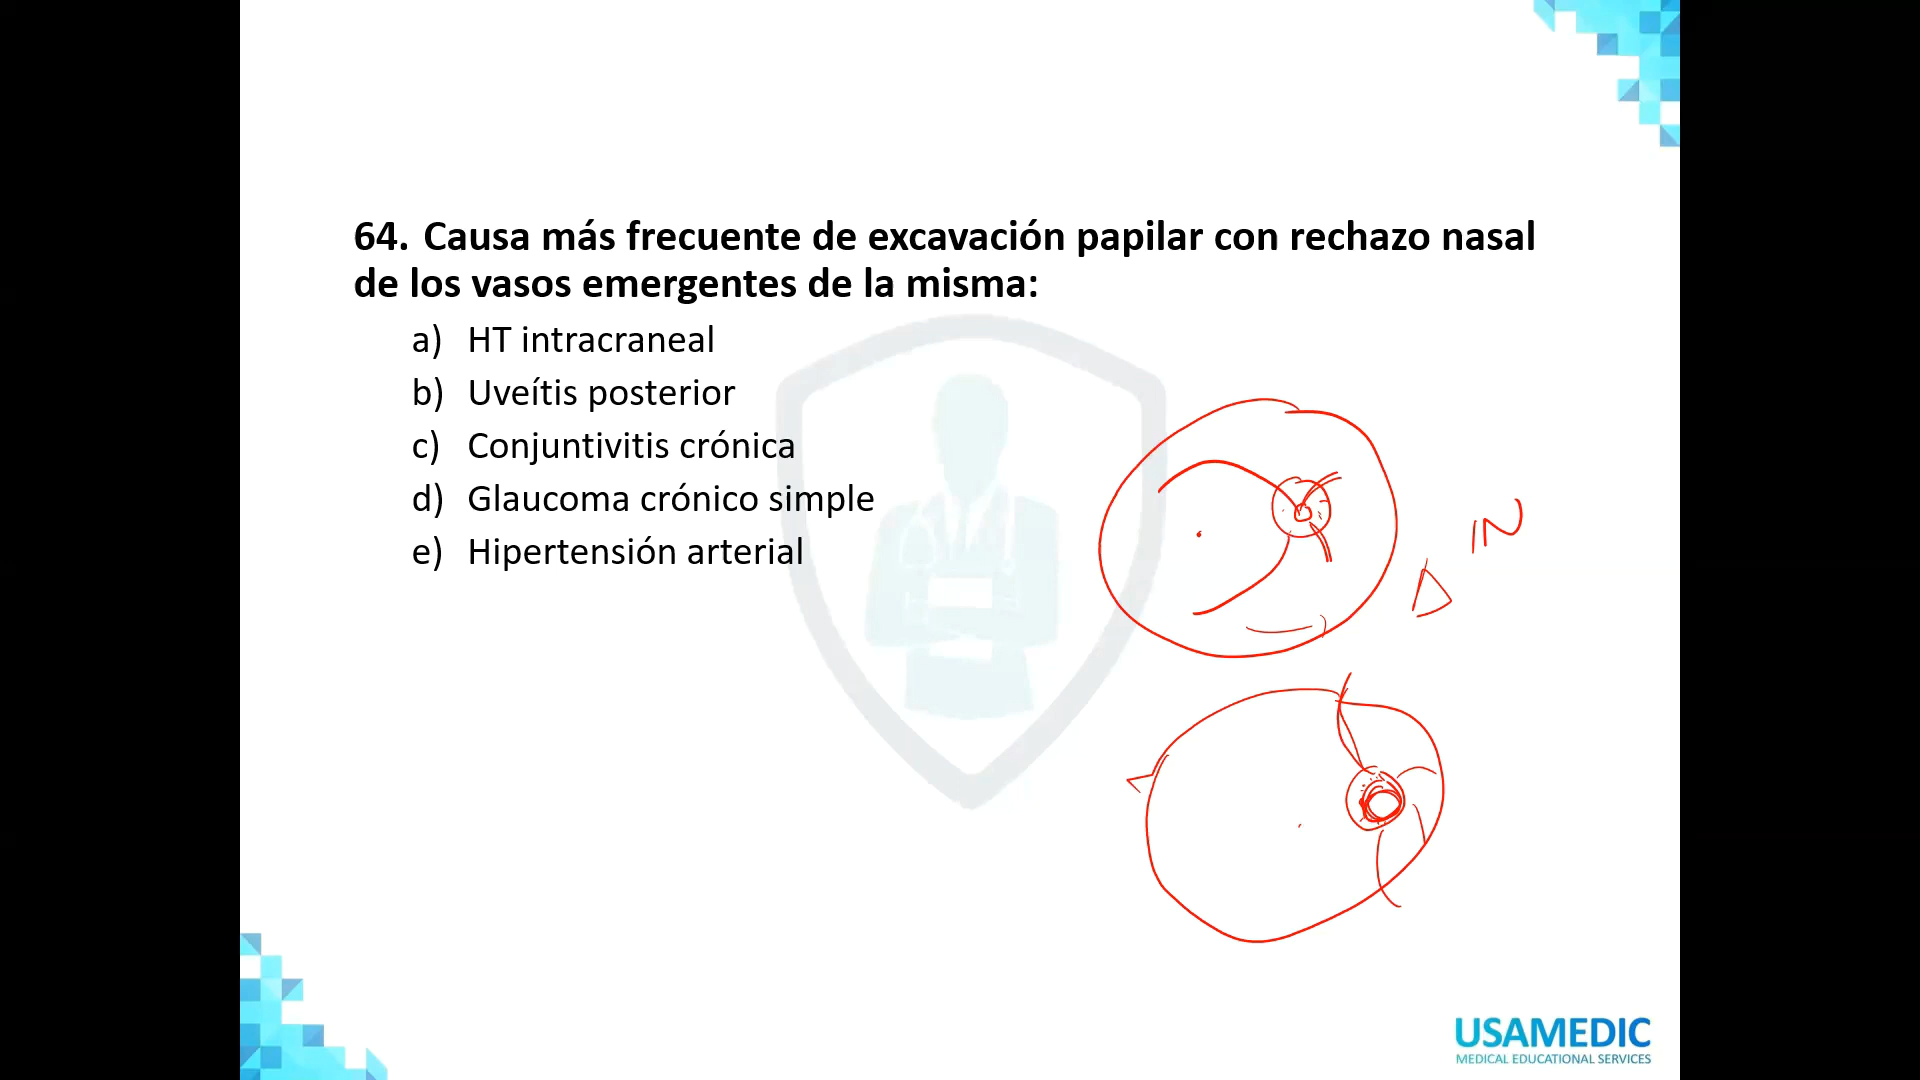 64. Causa más frecuente de excavación papilar con rechazo nasal
de los vasos emergentes de la misma:
a) HT intracraneal
b) Uveítis posterior
c) Conjuntivitis crónica
d) Glaucoma crónico simple
e) Hipertensión arterial
USAMEDIC
MEDICAL EDUCATIONAL SERVICES